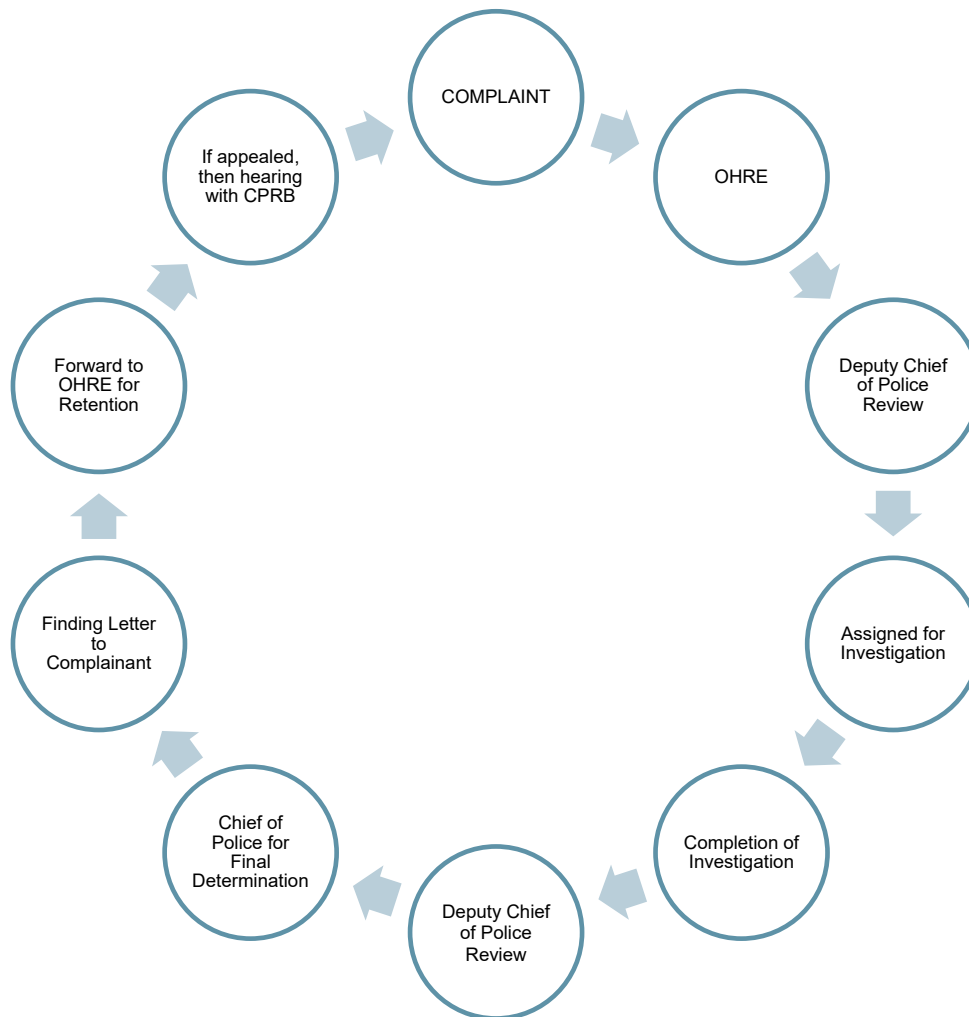 COMPLAINT
OHRE
Deputy Chief
of Police
Review
Assigned for
Investigation
Completion of
Investigation
Deputy Chief
of Police
Review
Chief of
Police for
Final
Determination
Finding Letter
to
Complainant
Forward to
OHRE for
Retention
If appealed,
then hearing
with CPRB